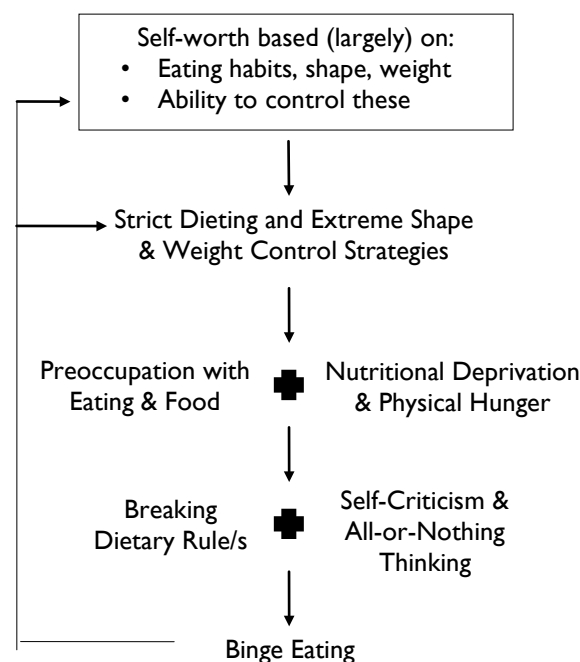 Self-worth based (largely) on:
• Eating habits, shape, weight
• Ability to control these
Strict Dieting and Extreme Shape
& Weight Control Strategies
Preoccupation with
Eating & Food
Nutritional Deprivation
& Physical Hunger
Breaking
Dietary Rule/s
Self-Criticism &
All-or-Nothing
Thinking
Binge Eating